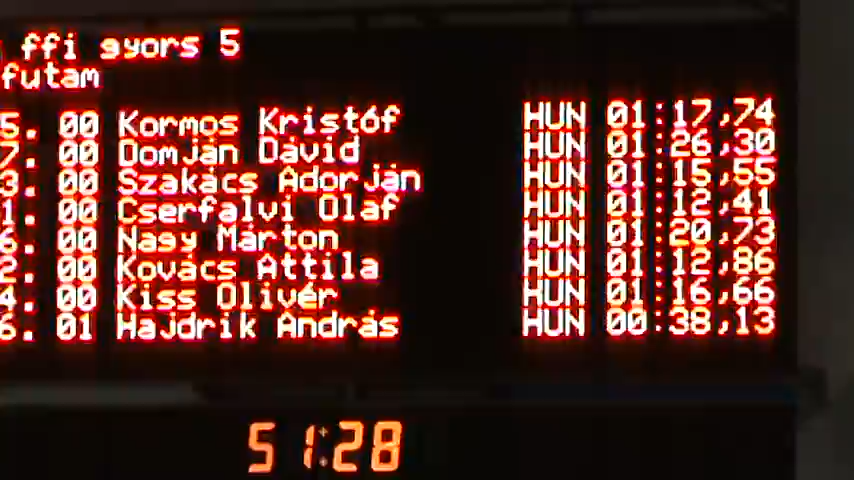 ffi gyors 5
futam
5. 00 Kormos Kristóf HUN 01:17,74
7. 00 Domján Dávid HUN 01:26,30
3. 00 Szakács Adorján HUN 01:15,55
1. 00 Cserfalvi Olaf HUN 01:12,41
6. 00 Nagy Márton HUN 01:20,73
2. 00 Kovács Attila HUN 01:12,86
4. 00 Kiss Olivér HUN 01:16,66
6. 01 Hajdrik András HUN 00:38,13
51:28